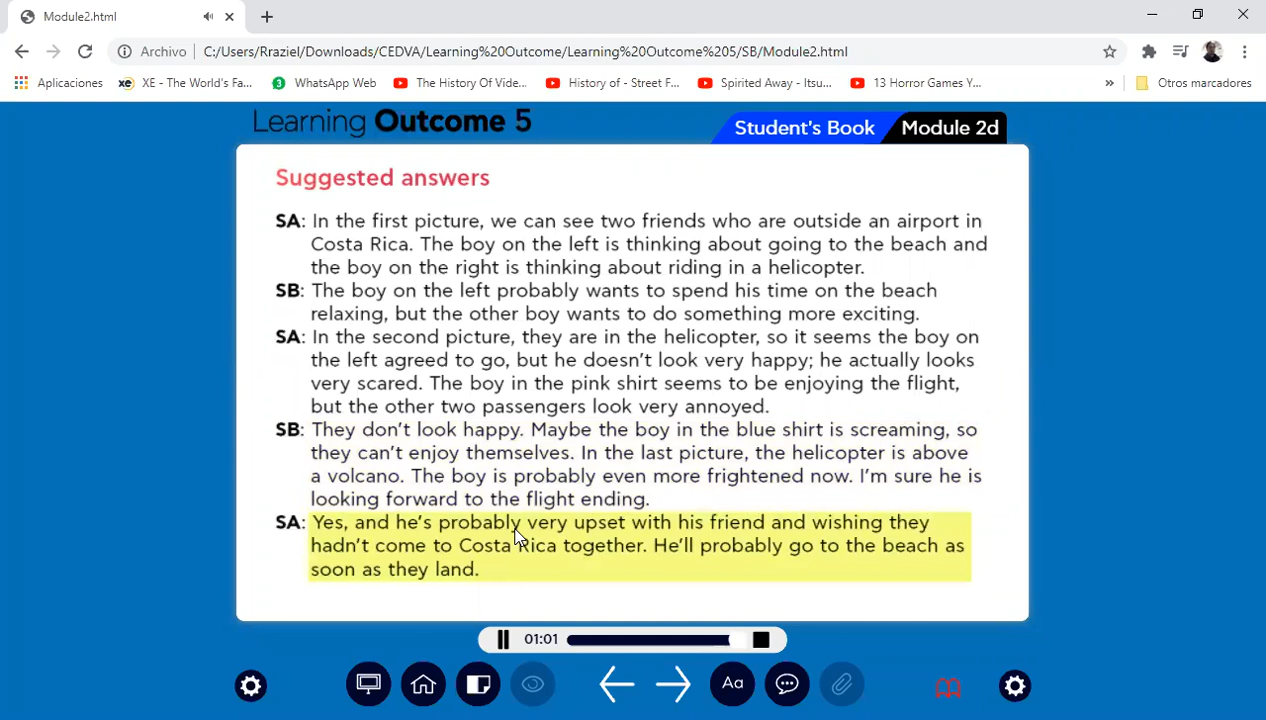 Module2.html
Archivo
C:/Users/Rraziel/Downloads/CEDVA/Learning%20Outcome/Learning%20Outcome%205/SB/Module2.html
Aplicaciones
xe
XE - The World's Fa...
3
WhatsApp Web
The History Of Vide...
History of - Street F...
Spirited Away - Itsu...
13 Horror Games Y...
Otros marcadores
Learning Outcome 5
Student's Book
Module 2d
Suggested answers
SA: In the first picture, we can see two friends who are outside an airport in
Costa Rica. The boy on the left is thinking about going to the beach and
the boy on the right is thinking about riding in a helicopter.
SB: The boy on the left probably wants to spend his time on the beach
relaxing, but the other boy wants to do something more exciting.
SA: In the second picture, they are in the helicopter, so it seems the boy on
the left agreed to go, but he doesn't look very happy; he actually looks
very scared. The boy in the pink shirt seems to be enjoying the flight,
but the other two passengers look very annoyed.
SB: They don't look happy. Maybe the boy in the blue shirt is screaming, so
they can't enjoy themselves. In the last picture, the helicopter is above
a volcano. The boy is probably even more frightened now. I'm sure he is
looking forward to the flight ending.
SA: Yes, and he's probably very upset with his friend and wishing they
hadn't come to Costa Rica together. He'll probably go to the beach as
soon as they land.
01:01
Aa